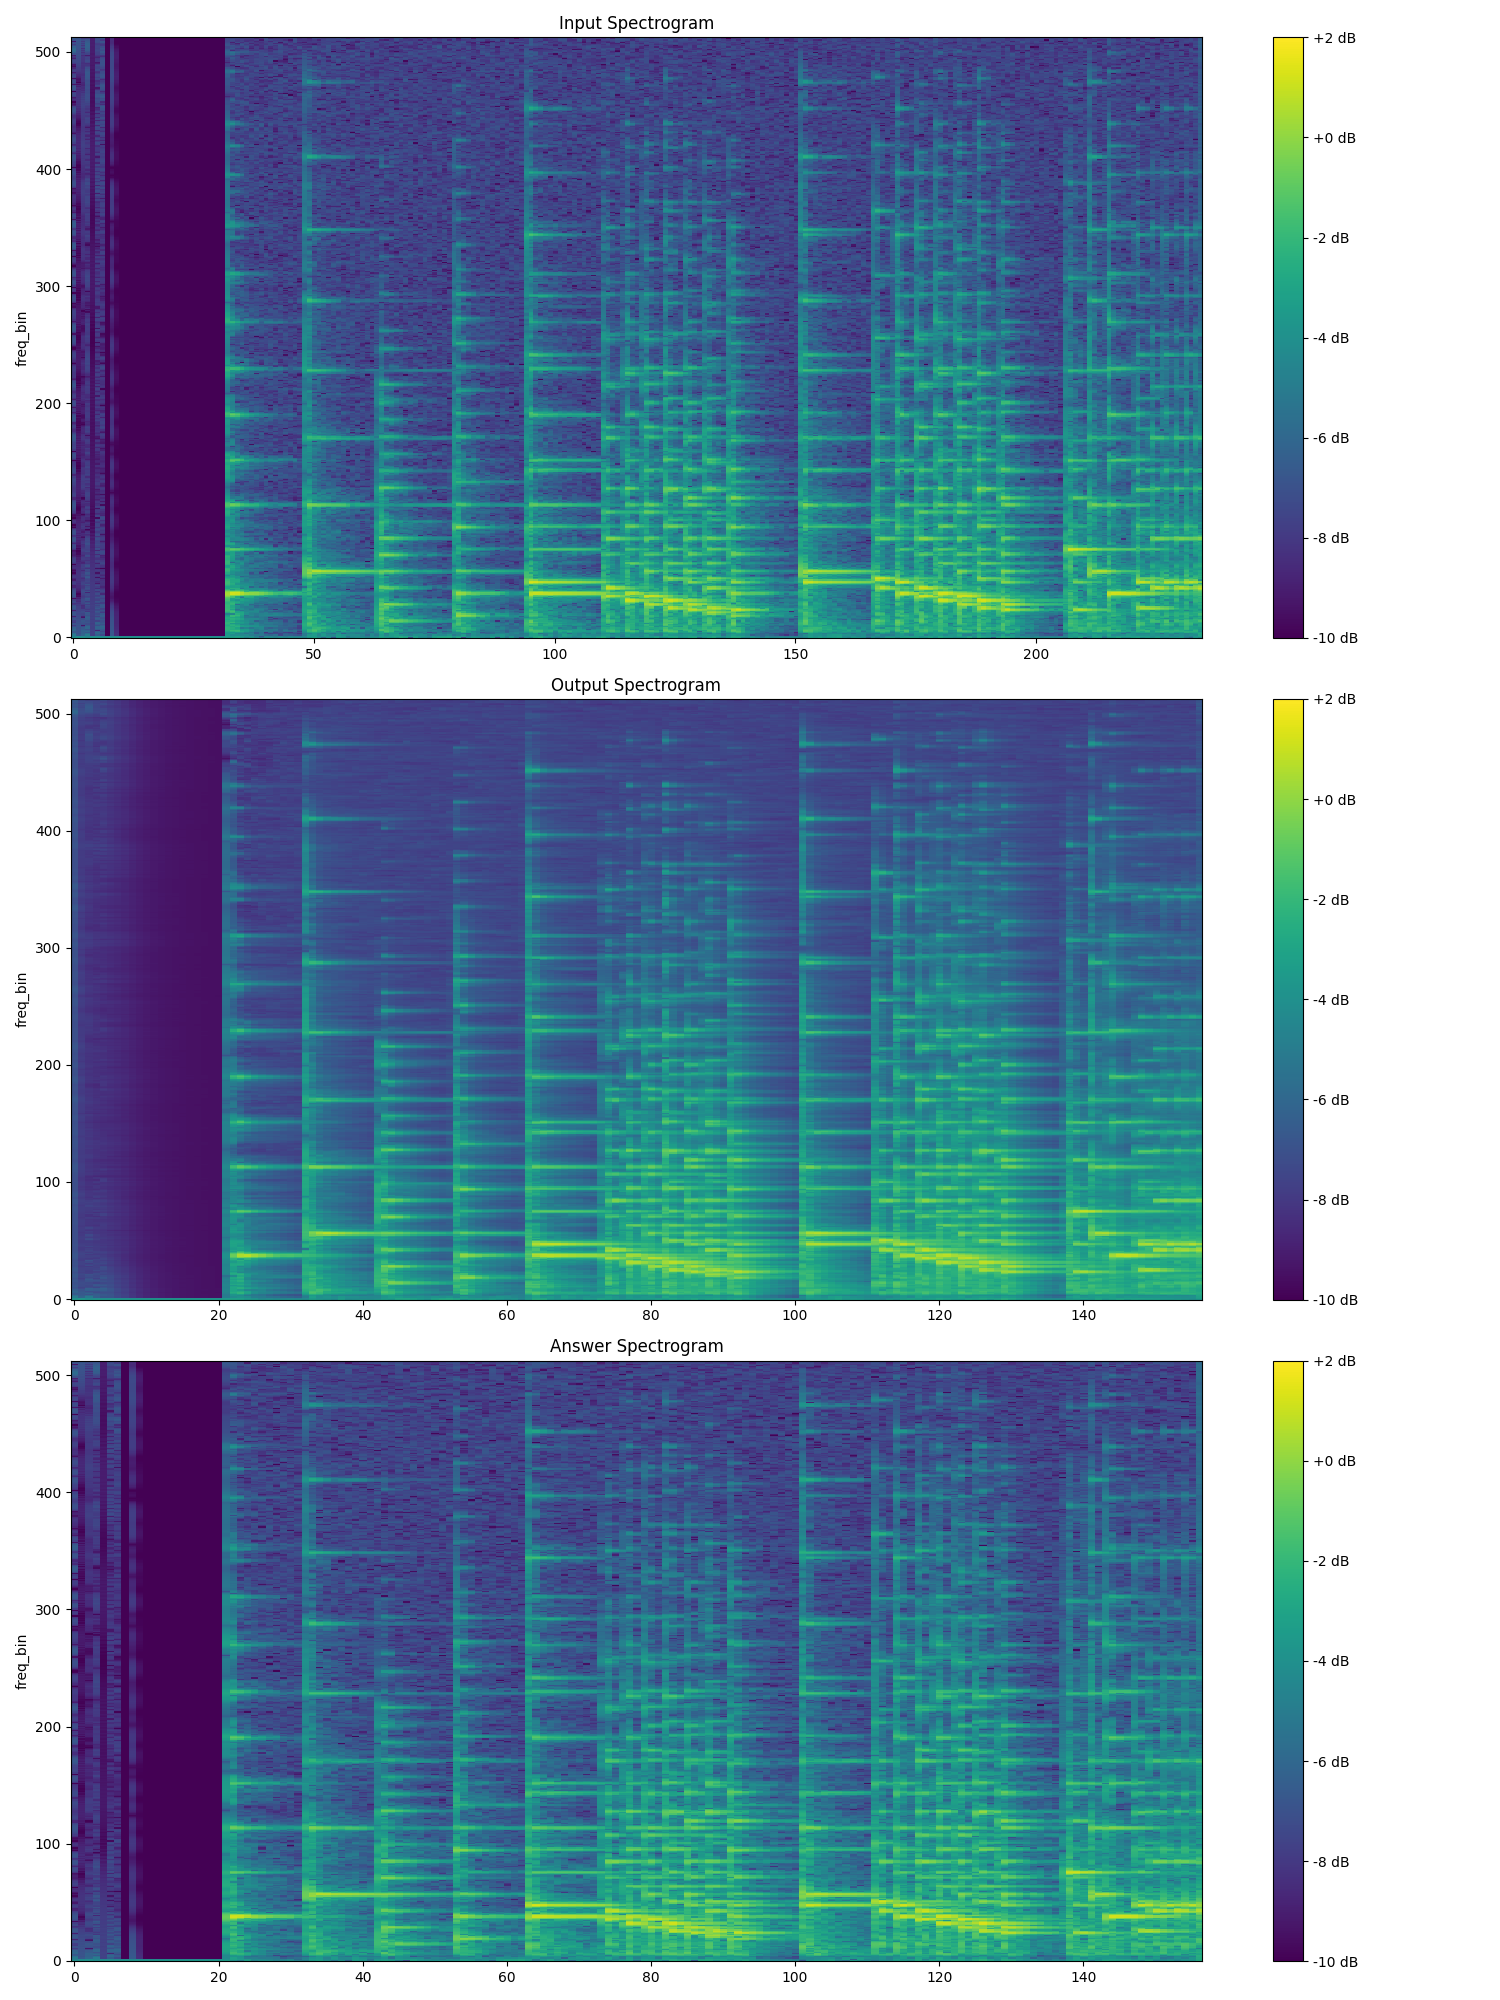 Input Spectrogram
500
400
300
200
100
0
freq_bin
0 50 100 150 200
+2 dB
+0 dB
-2 dB
-4 dB
-6 dB
-8 dB
-10 dB
Output Spectrogram
500
400
300
200
100
0
freq_bin
0 20 40 60 80 100 120 140
+2 dB
+0 dB
-2 dB
-4 dB
-6 dB
-8 dB
-10 dB
Answer Spectrogram
500
400
300
200
100
0
freq_bin
0 20 40 60 80 100 120 140
+2 dB
+0 dB
-2 dB
-4 dB
-6 dB
-8 dB
-10 dB